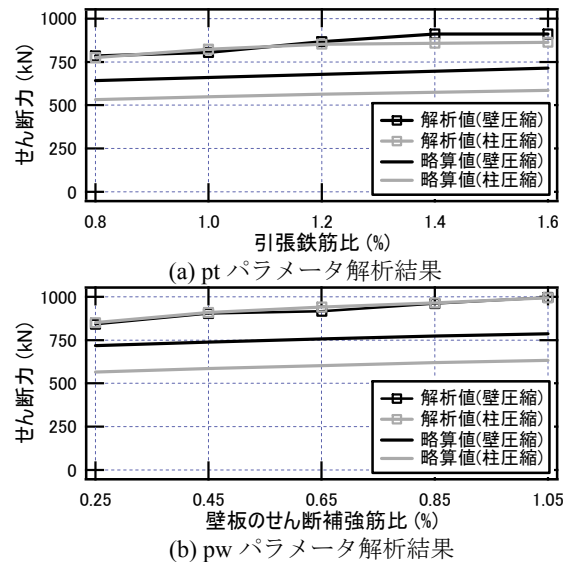 せん断力 (kN)
1000
750
500
250
0
解析値(壁圧縮)
解析値(柱圧縮)
略算値(壁圧縮)
略算値(柱圧縮)
0.8 1.0 1.2 1.4 1.6
引張鉄筋比 (%)
(a) pt パラメータ解析結果
せん断力 (kN)
1000
750
500
250
0
解析値(壁圧縮)
解析値(柱圧縮)
略算値(壁圧縮)
略算値(柱圧縮)
0.25 0.45 0.65 0.85 1.05
壁板のせん断補強筋比 (%)
(b) pw パラメータ解析結果